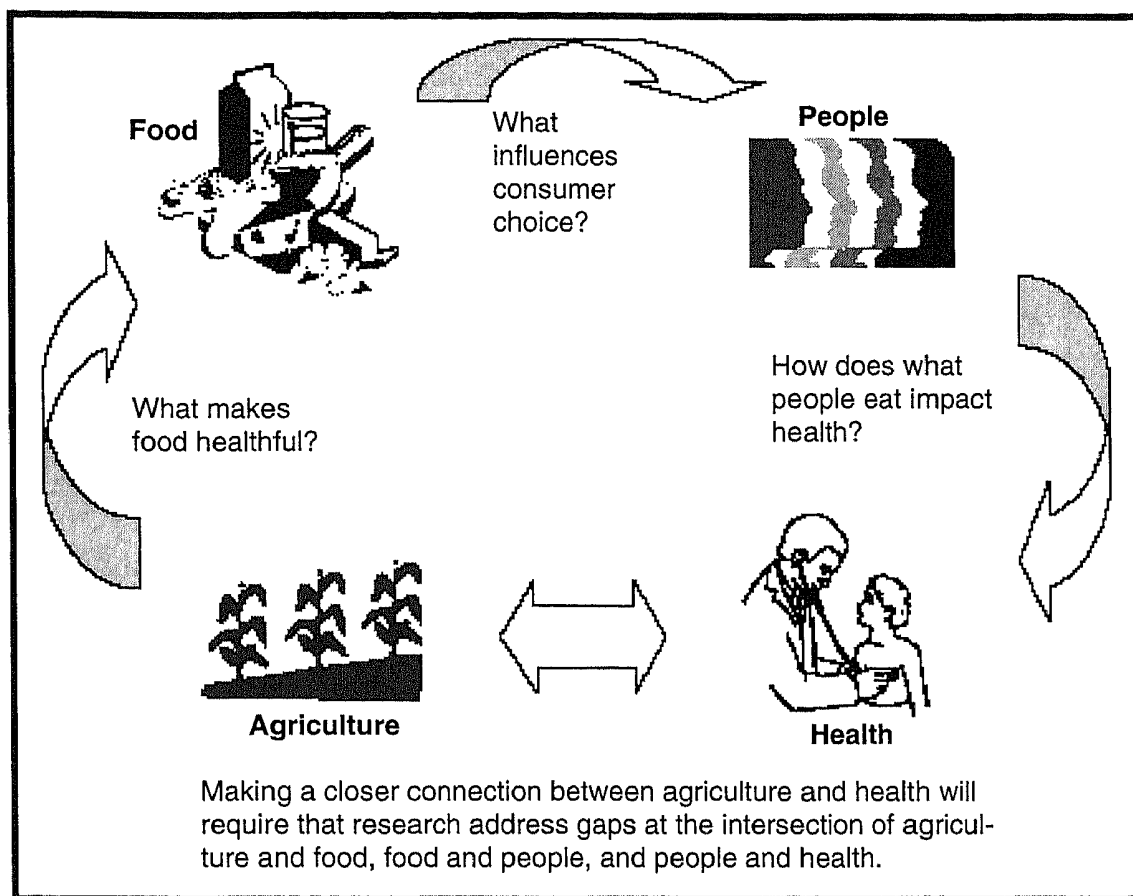 Food
What
influences
consumer
choice?
People
What makes
food healthful?
How does what
people eat impact
health?
Agriculture
Health
Making a closer connection between agriculture and health will
require that research address gaps at the intersection of agricul-
ture and food, food and people, and people and health.